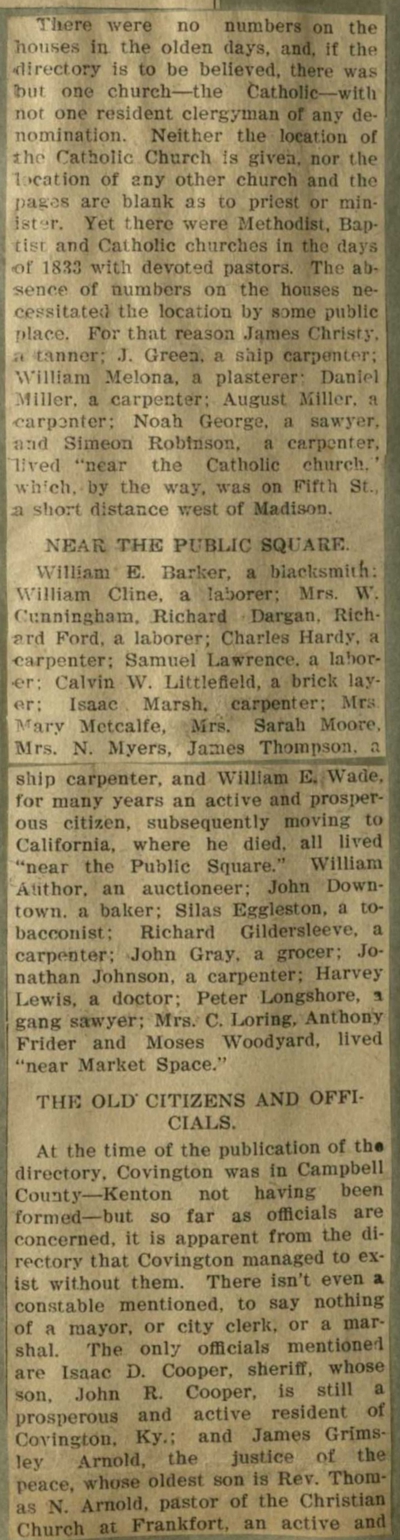 There were no numbers on the
houses in the olden days, and, if the
directory is to be believed, there was
but one church—the Catholic—with
not one resident clergyman of any de-
nomination. Neither the location of
the Catholic Church is given, nor the
location of any other church and the
pages are blank as to priest or min-
ister. Yet there were Methodist, Bap-
tist and Catholic churches in the days
of 1833 with devoted pastors. The ab-
sence of numbers on the houses ne-
cessitated the location by some public
place. For that reason James Christy,
a tanner; J. Green, a ship carpenter;
William Melona, a plasterer; Daniel
Miller, a carpenter; August Miller, a
carpenter; Noah George, a sawyer,
and Simeon Robinson, a carpenter,
lived "near the Catholic church,'
which, by the way, was on Fifth St.,
a short distance west of Madison.
NEAR THE PUBLIC SQUARE.
William E. Barker, a blacksmith;
William Cline, a laborer; Mrs. W.
Cunningham, Richard Dargan, Rich-
ard Ford, a laborer; Charles Hardy, a
carpenter; Samuel Lawrence, a labor-
er; Calvin W. Littlefield, a brick lay-
er; Isaac Marsh, carpenter; Mrs.
Mary Metcalfe, Mrs. Sarah Moore,
Mrs. N. Myers, James Thompson, a
ship carpenter, and William E. Wade,
for many years an active and prosper-
ous citizen, subsequently moving to
California, where he died, all lived
"near the Public Square." William
Author, an auctioneer; John Down-
town, a baker; Silas Eggleston, a to-
bacconist; Richard Gildersleeve, a
carpenter; John Gray, a grocer; Jo-
nathan Johnson, a carpenter; Harvey
Lewis, a doctor; Peter Longshore, a
gang sawyer; Mrs. C. Loring, Anthony
Frider and Moses Woodyard, lived
"near Market Space."
THE OLD CITIZENS AND OFFI-
CIALS.
At the time of the publication of the
directory, Covington was in Campbell
County—Kenton not having been
formed—but so far as officials are
concerned, it is apparent from the di-
rectory that Covington managed to ex-
ist without them. There isn't even a
constable mentioned, to say nothing
of a mayor, or city clerk, or a mar-
shal. The only officials mentioned
are Isaac D. Cooper, sheriff, whose
son, John R. Cooper, is still a
prosperous and active resident of
Covington, Ky.; and James Grims-
ley Arnold, the justice of the
peace, whose oldest son is Rev. Thom-
as N. Arnold, pastor of the Christian
Church at Frankfort, an active and